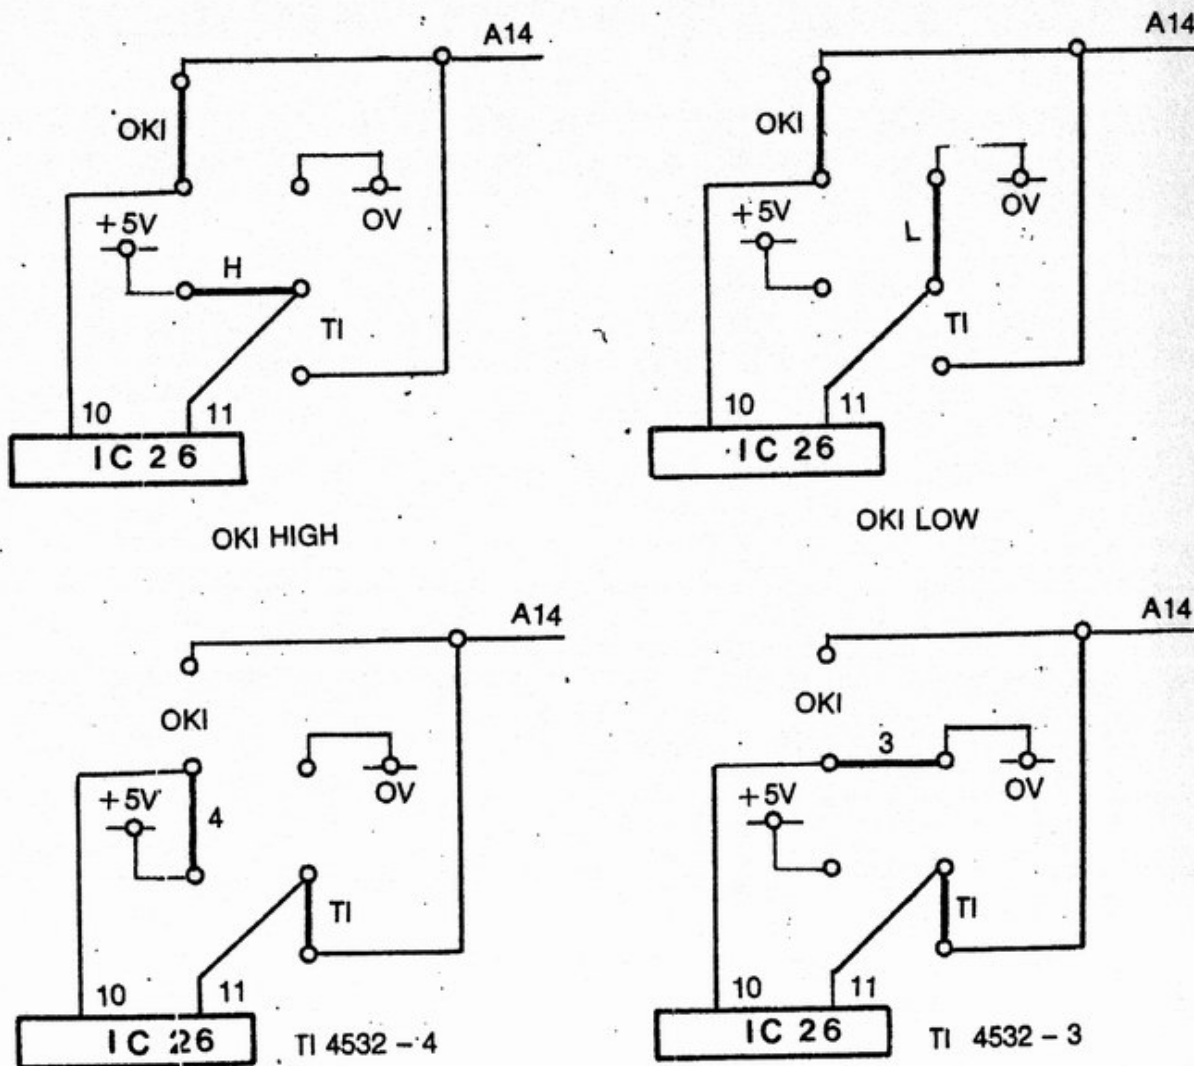 A14
OKI
+5V
OV
H
TI
10
11
IC 26
OKI HIGH
A14
OKI
+5V
OV
L
TI
10
11
IC 26
OKI LOW
A14
OKI
+5V
OV
4
TI
10
11
IC 26
TI 4532 – 4
A14
OKI
3
+5V
OV
TI
10
11
IC 26
TI 4532 – 3